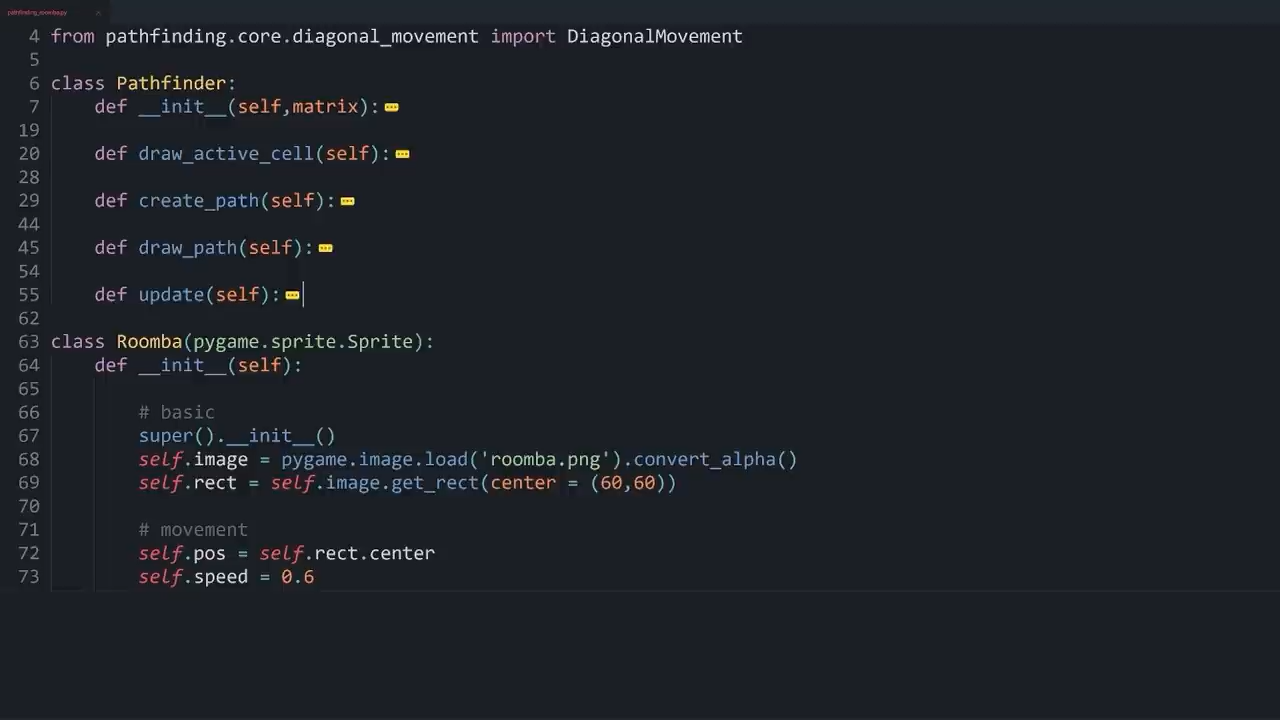 pathfinding_roomba.py ×
4 from pathfinding.core.diagonal_movement import DiagonalMovement
5
6 class Pathfinder:
7 def __init__(self,matrix):
19
20 def draw_active_cell(self):
28
29 def create_path(self):
44
45 def draw_path(self):
54
55 def update(self):
62
63 class Roomba(pygame.sprite.Sprite):
64 def __init__(self):
65
66 # basic
67 super().__init__()
68 self.image = pygame.image.load('roomba.png').convert_alpha()
69 self.rect = self.image.get_rect(center = (60,60))
70
71 # movement
72 self.pos = self.rect.center
73 self.speed = 0.6